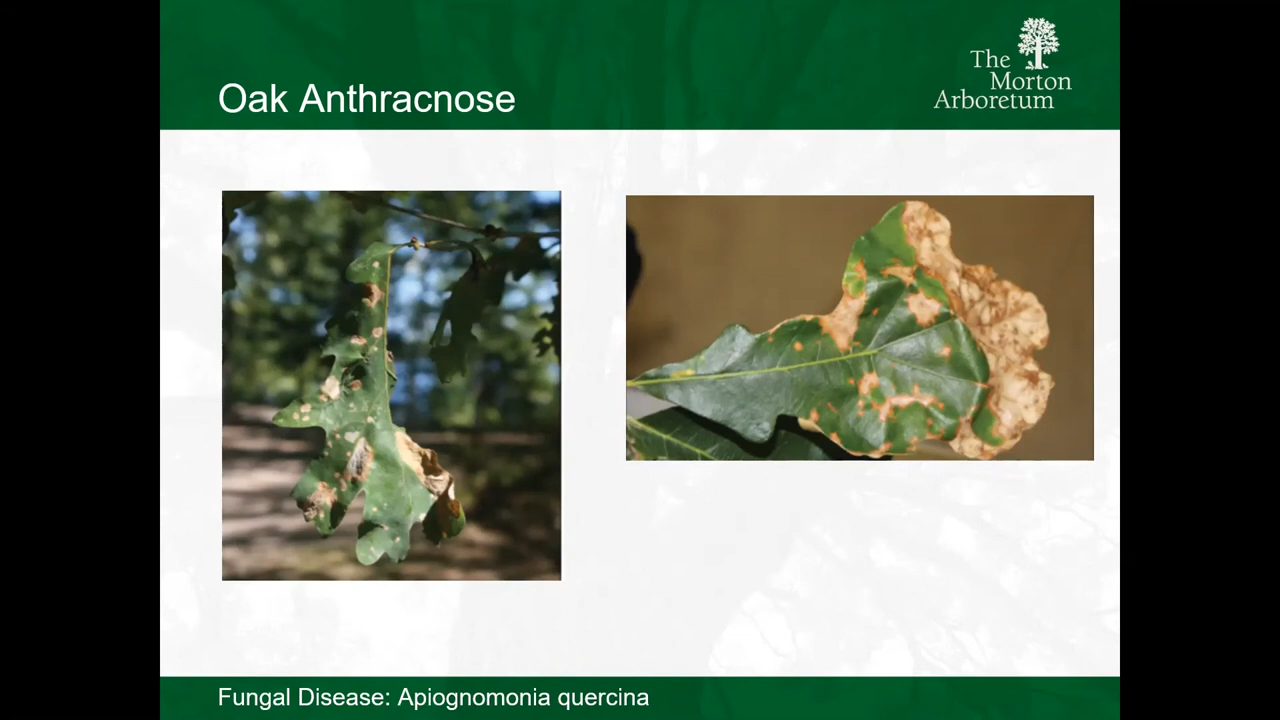 Oak Anthracnose
The
Morton
Arboretum
Fungal Disease: Apiognomonia quercina